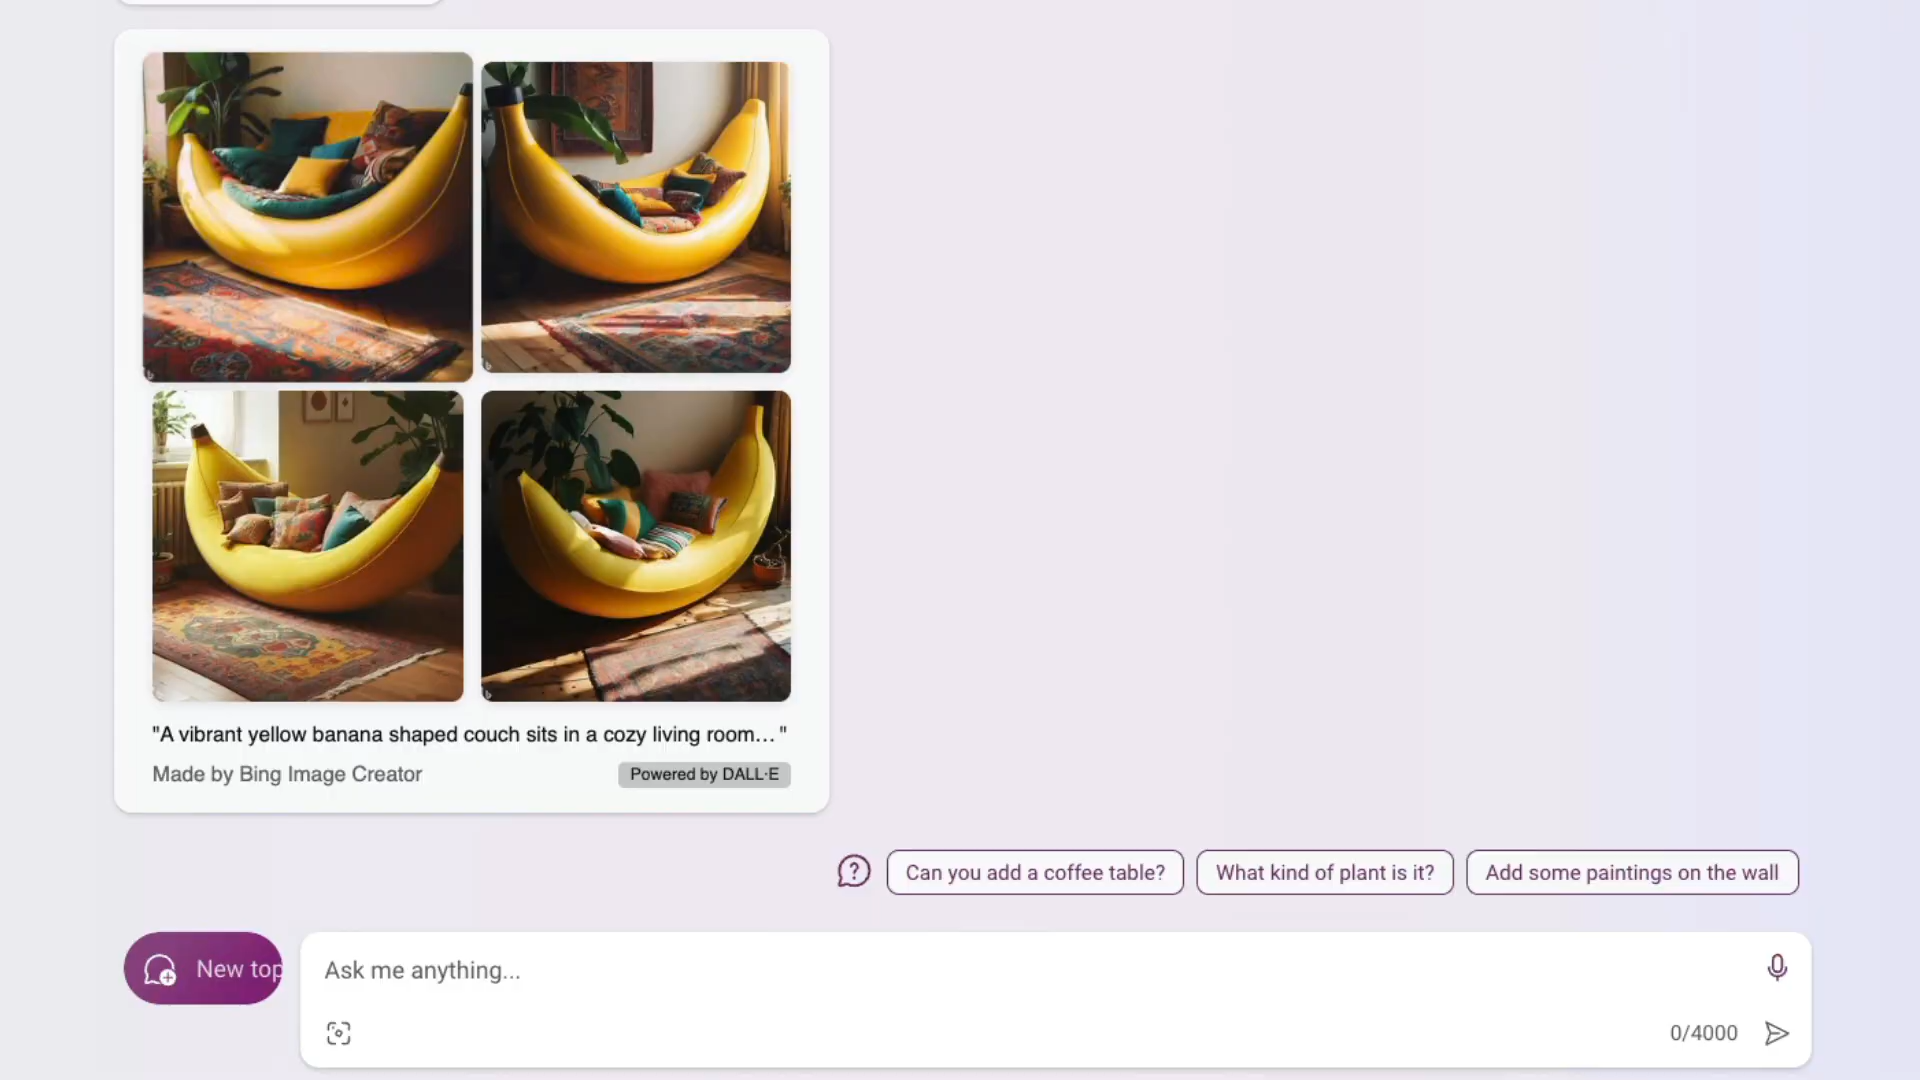 "A vibrant yellow banana shaped couch sits in a cozy living room... "
Made by Bing Image Creator
Powered by DALL·E
Can you add a coffee table?
What kind of plant is it?
Add some paintings on the wall
New top
Ask me anything...
0/4000